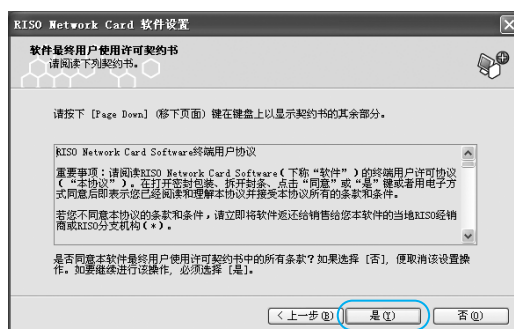 RISO Network Card 软件设置
软件最终用户使用许可契约书
请阅读下列契约书。
请按下 [Page Down] (移下页面) 键在键盘上以显示契约书的其余部分。
RISO Network Card Software终端用户协议
重要事项：请阅读RISO Network Card Software(下称“软件”)的终端用户许可协议
(“本协议”)。在打开密封包装、拆开封条、点击“同意”或“是”键或者用电子方
式同意后即表示您已经阅读和理解本协议并接受本协议所有的条款和条件。
若您不同意本协议的条款和条件，请立即将软件返还给销售给您本软件的当地RISO经销
商或RISO分支机构(*)。
是否同意本软件最终用户使用许可契约书中的所有条款？如果选择 [否]，便取消该设置操
作。如要继续进行该操作，必须选择 [是]。
< 上一步(B)
是(Y)
否(Q)